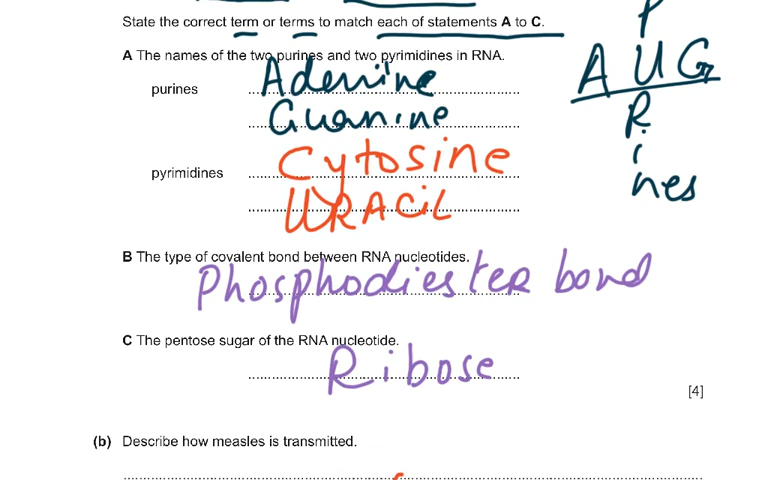 State the correct term or terms to match each of statements A to C.
A The names of the two purines and two pyrimidines in RNA.
purines
Adenine
Guanine
pyrimidines
Cytosine
URACiL
P
A U G
R
i
nes
B The type of covalent bond between RNA nucleotides.
Phosphodiester bond
C The pentose sugar of the RNA nucleotide.
Ribose
[4]
(b) Describe how measles is transmitted.